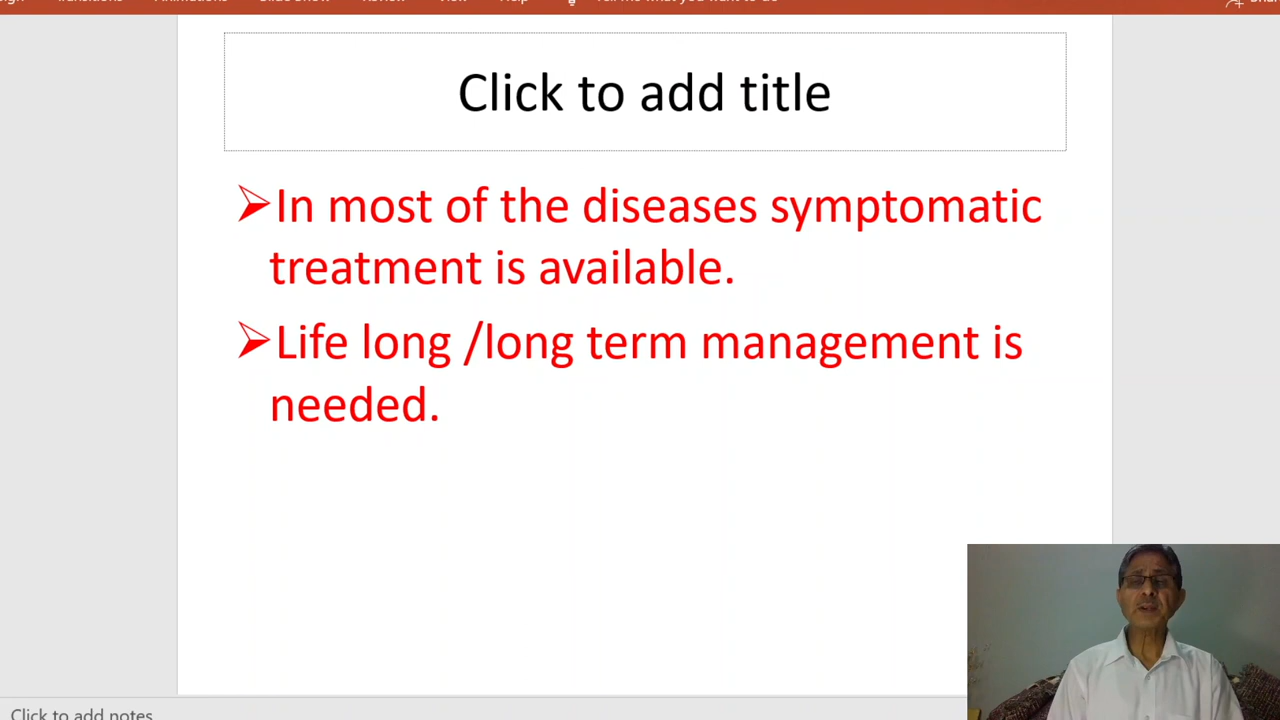 Click to add title
In most of the diseases symptomatic
treatment is available.
Life long /long term management is
needed.
Click to add notes